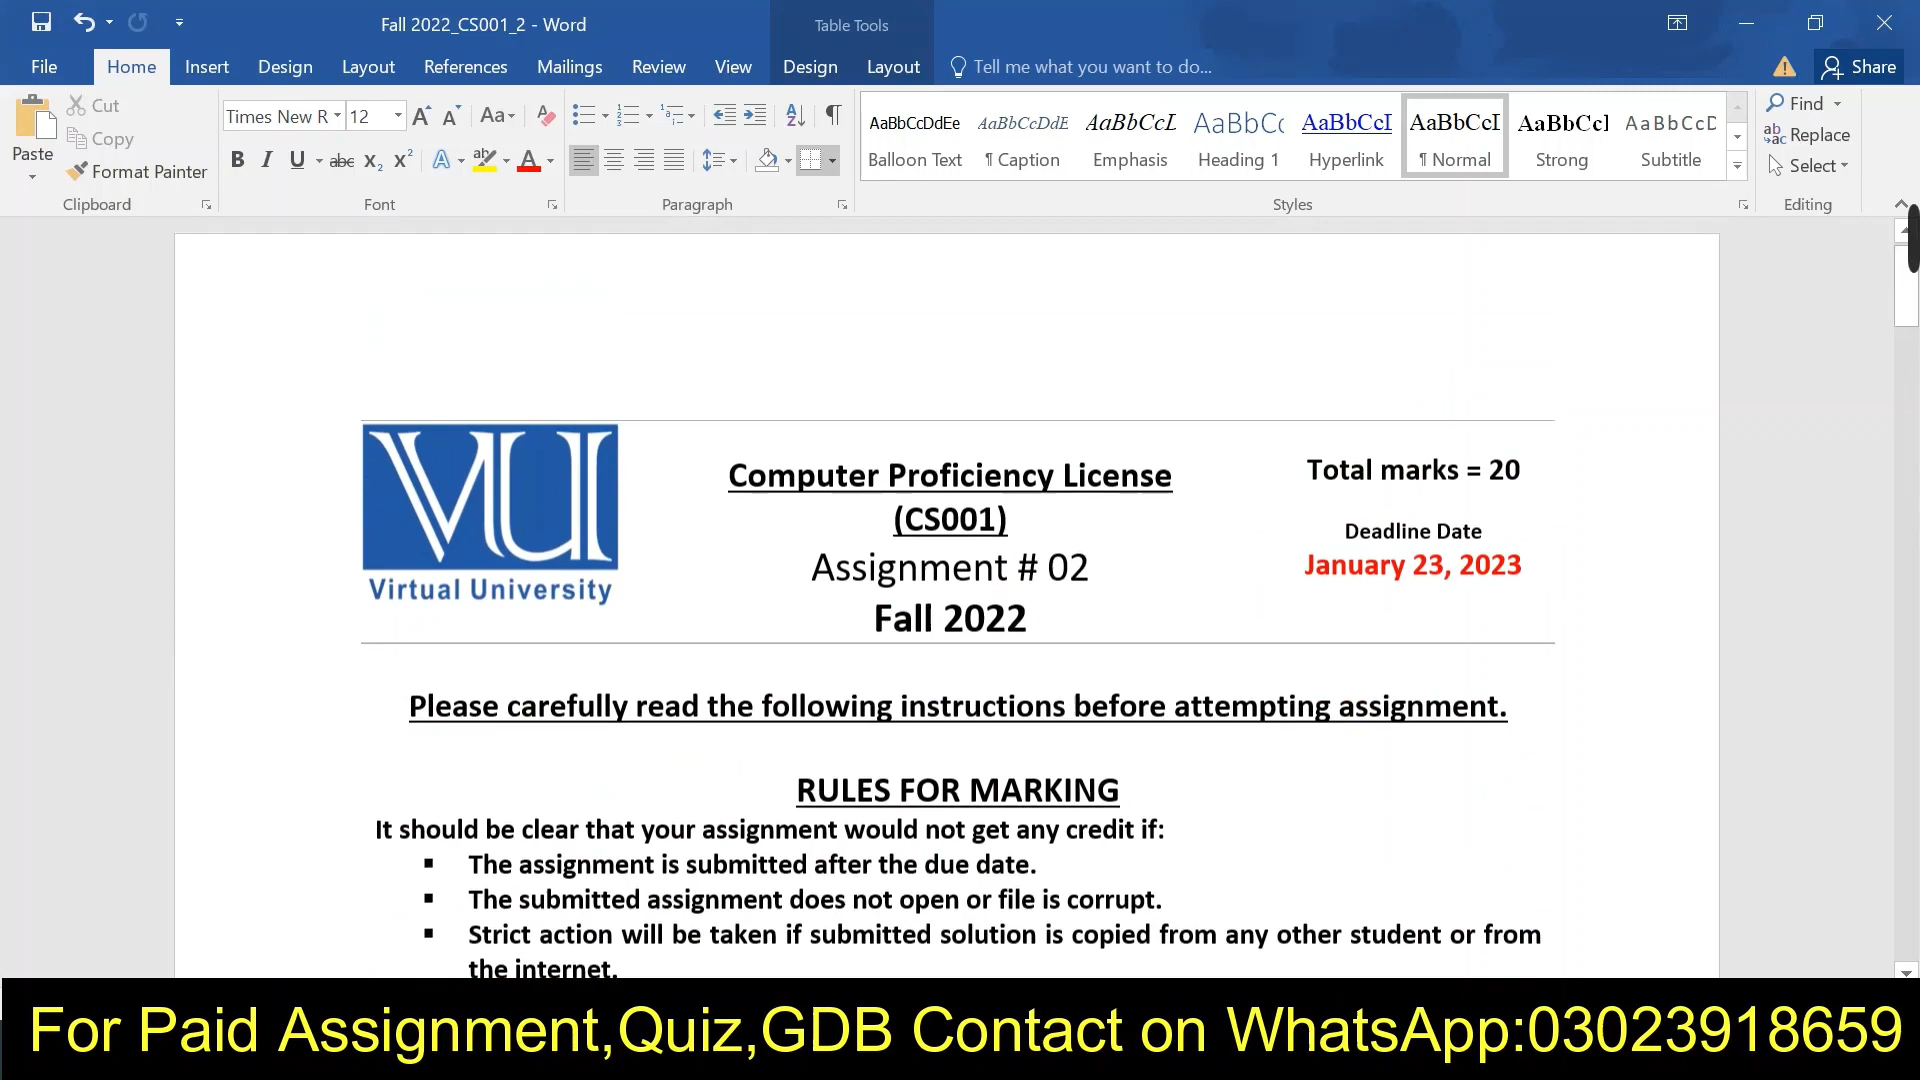 Fall 2022_CS001_2 - Word
Table Tools
File
Home
Insert
Design
Layout
References
Mailings
Review
View
Design
Layout
Tell me what you want to do...
Share
Paste
Cut
Copy
Format Painter
Clipboard
Times New R
12
Font
Paragraph
AaBbCcDdEe
AaBbCcDdE
AaBbCcL
AaBbCc
AaBbCcI
AaBbCcI
AaBbCcl
AaBbCcD
Balloon Text
¶ Caption
Emphasis
Heading 1
Hyperlink
¶ Normal
Strong
Subtitle
Styles
Find
Replace
Select
Editing
VU
Virtual University
Computer Proficiency License
(CS001)
Assignment # 02
Fall 2022
Total marks = 20
Deadline Date
January 23, 2023
Please carefully read the following instructions before attempting assignment.
RULES FOR MARKING
It should be clear that your assignment would not get any credit if:
▪ The assignment is submitted after the due date.
▪ The submitted assignment does not open or file is corrupt.
▪ Strict action will be taken if submitted solution is copied from any other student or from
the internet.
For Paid Assignment,Quiz,GDB Contact on WhatsApp:03023918659